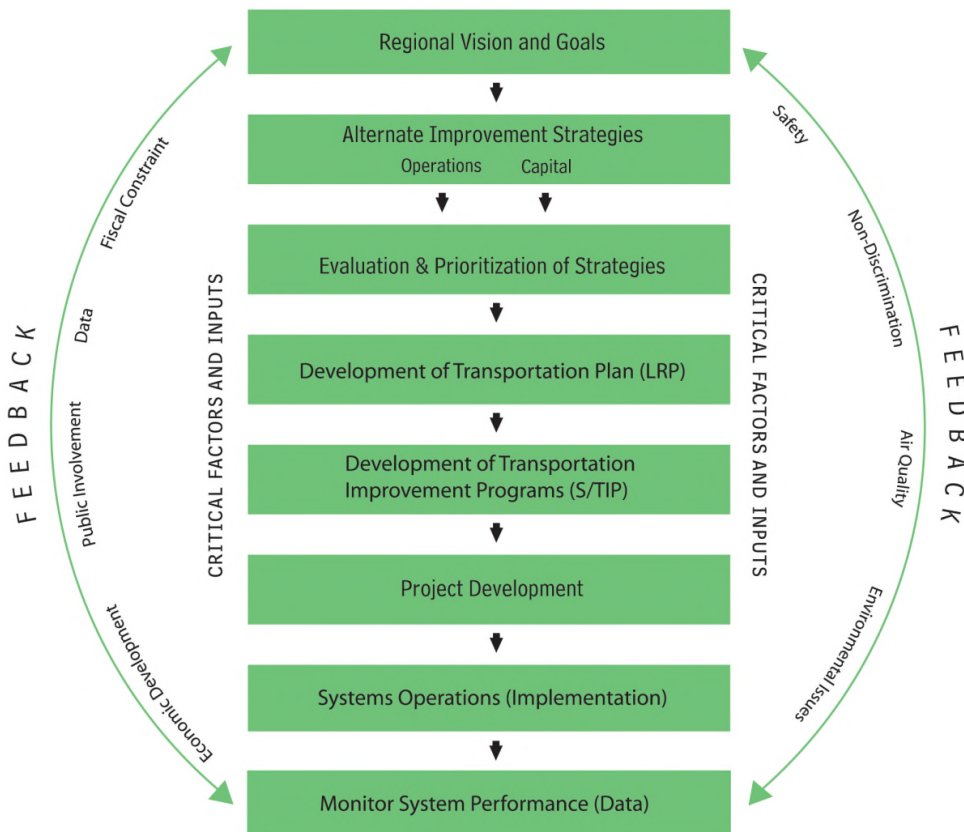 Regional Vision and Goals
Alternate Improvement Strategies
Operations Capital
Evaluation & Prioritization of Strategies
Development of Transportation Plan (LRP)
Development of Transportation
Improvement Programs (S/TIP)
Project Development
Systems Operations (Implementation)
Monitor System Performance (Data)
FEEDBACK
Fiscal Constraint
Data
Public Involvement
Economic Development
CRITICAL FACTORS AND INPUTS
CRITICAL FACTORS AND INPUTS
Safety
Non-Discrimination
Air Quality
Environmental Issues
FEEDBACK